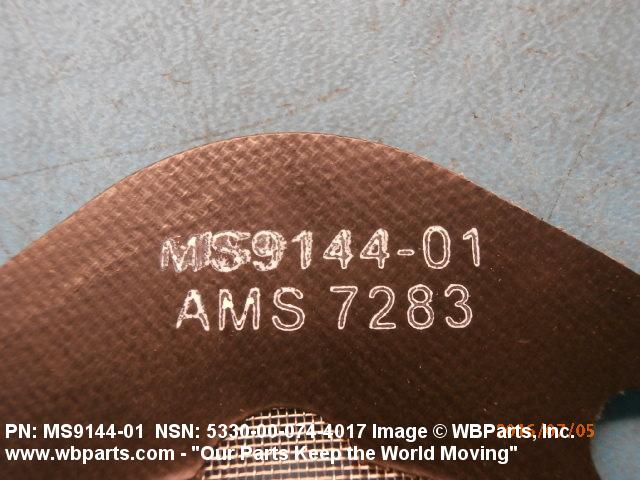 MS9144-01
AMS 7283
PN: MS9144-01 NSN: 5330-00-074-4017 Image © WBParts, Inc.
www.wbparts.com - "Our Parts Keep the World Moving"